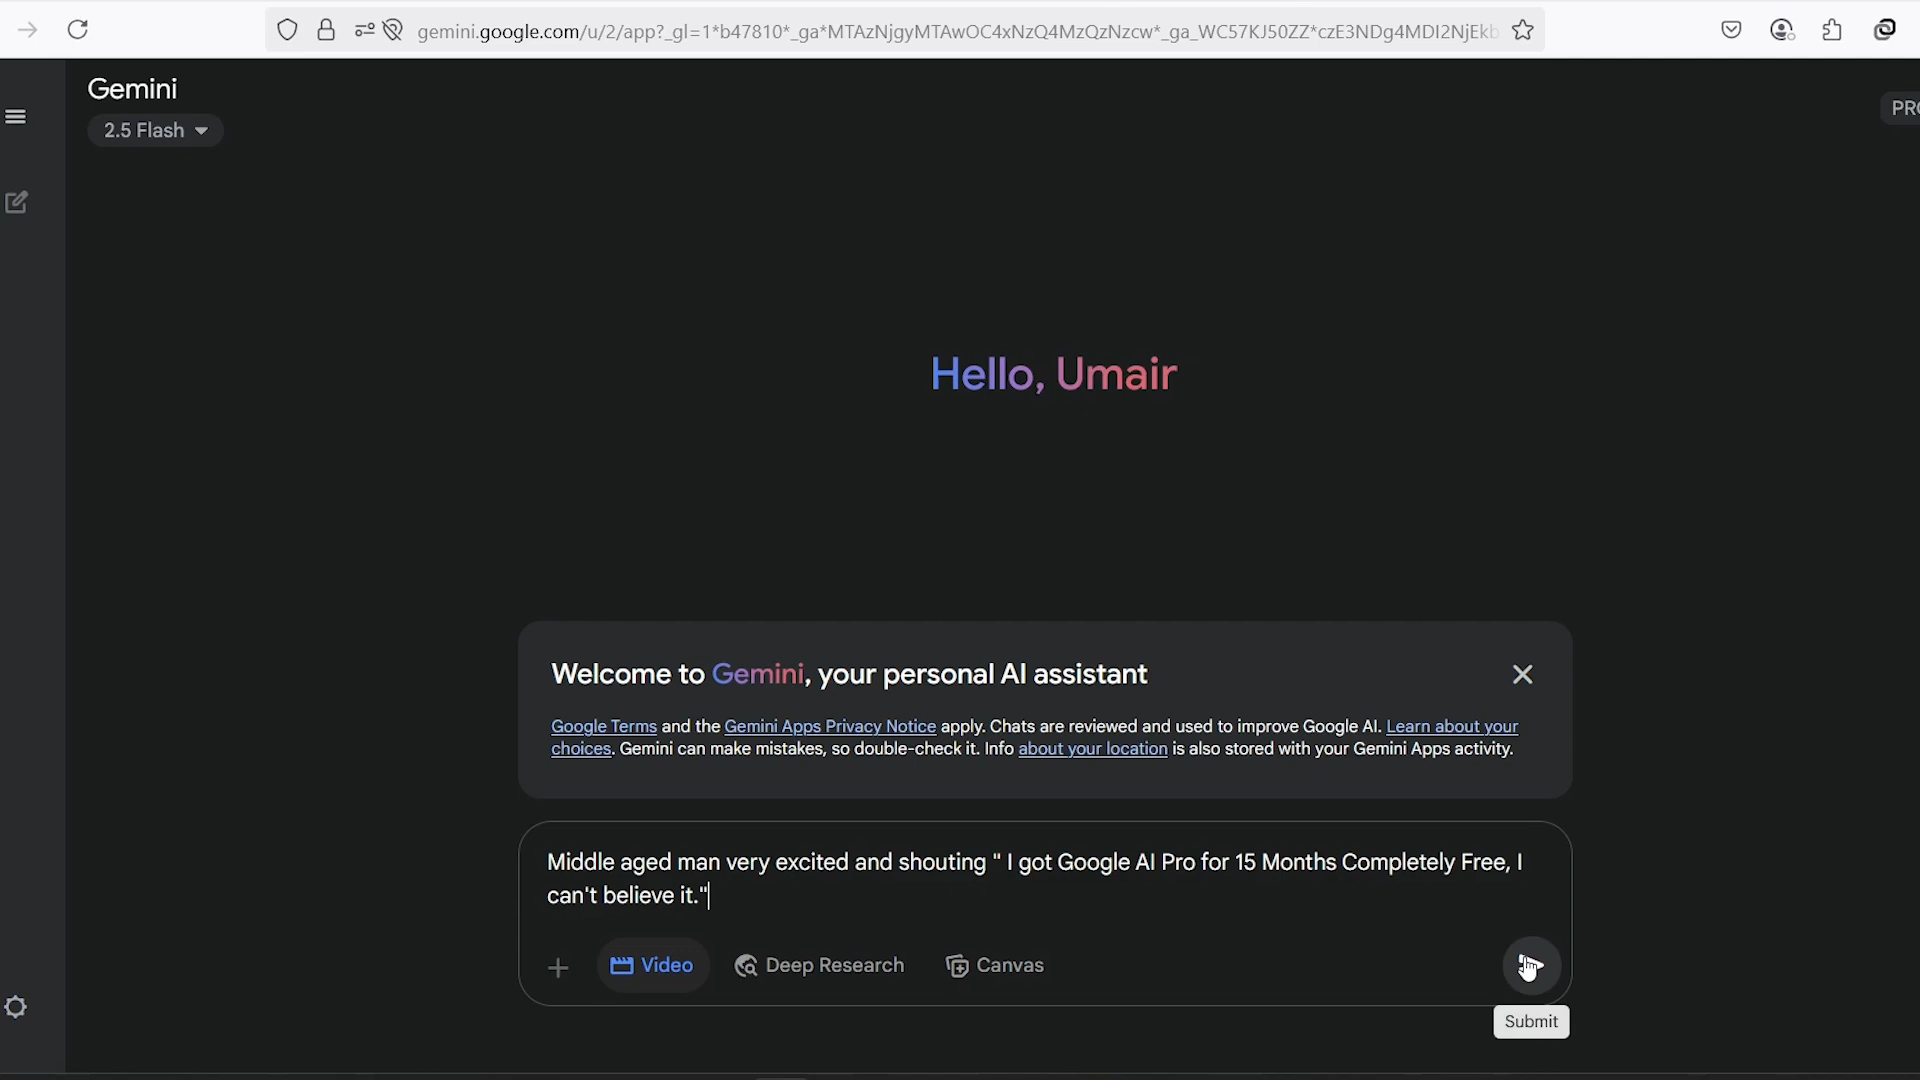 gemini.google.com/u/2/app?_gl=1*b47810*_ga*MTAzNjgyMTAwOC4xNzQ4MzQzNzcw*_ga_WC57KJ50ZZ*czE3NDg4MDI2NjEkb
Gemini
2.5 Flash
PRO
Hello, Umair
Welcome to Gemini, your personal AI assistant
Google Terms and the Gemini Apps Privacy Notice apply. Chats are reviewed and used to improve Google AI. Learn about your
choices. Gemini can make mistakes, so double-check it. Info about your location is also stored with your Gemini Apps activity.
Middle aged man very excited and shouting " I got Google AI Pro for 15 Months Completely Free, I
can't believe it."
Video Deep Research Canvas
Submit